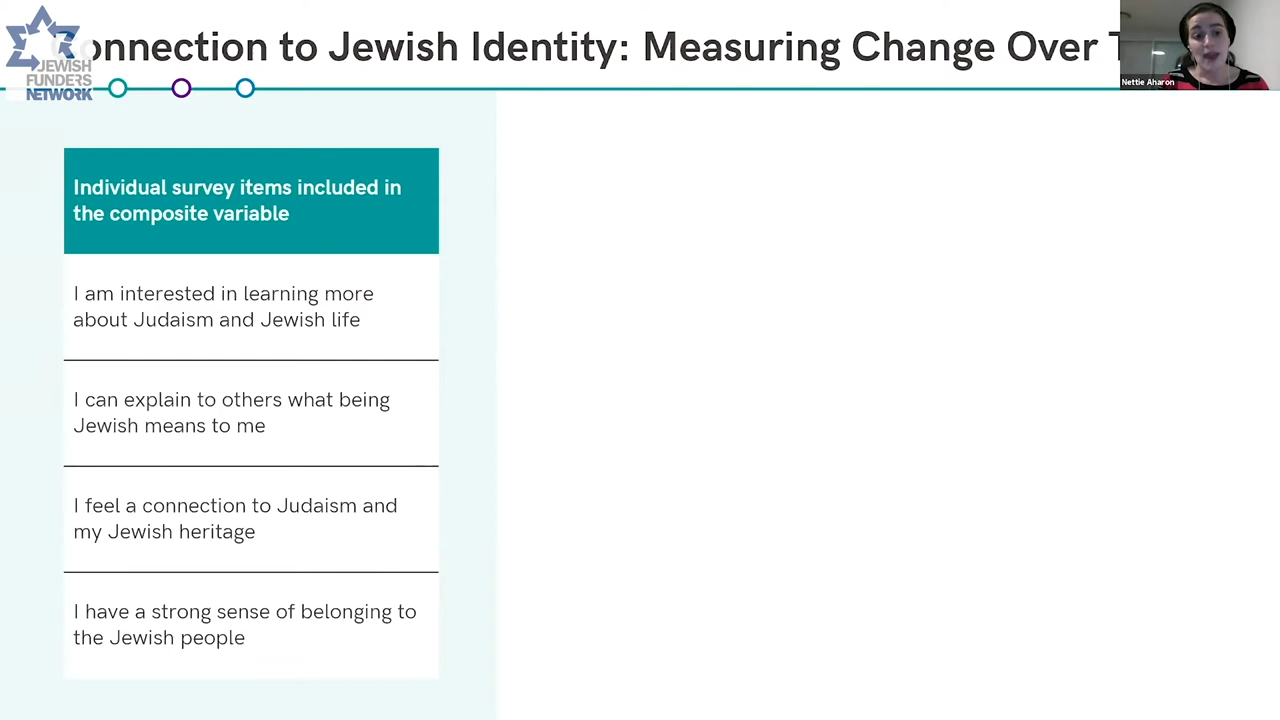 onnection to Jewish Identity: Measuring Change Over T
JEWISH
FUNDERS
NETWORK
Nettie Aharon
Individual survey items included in
the composite variable
I am interested in learning more
about Judaism and Jewish life
I can explain to others what being
Jewish means to me
I feel a connection to Judaism and
my Jewish heritage
I have a strong sense of belonging to
the Jewish people